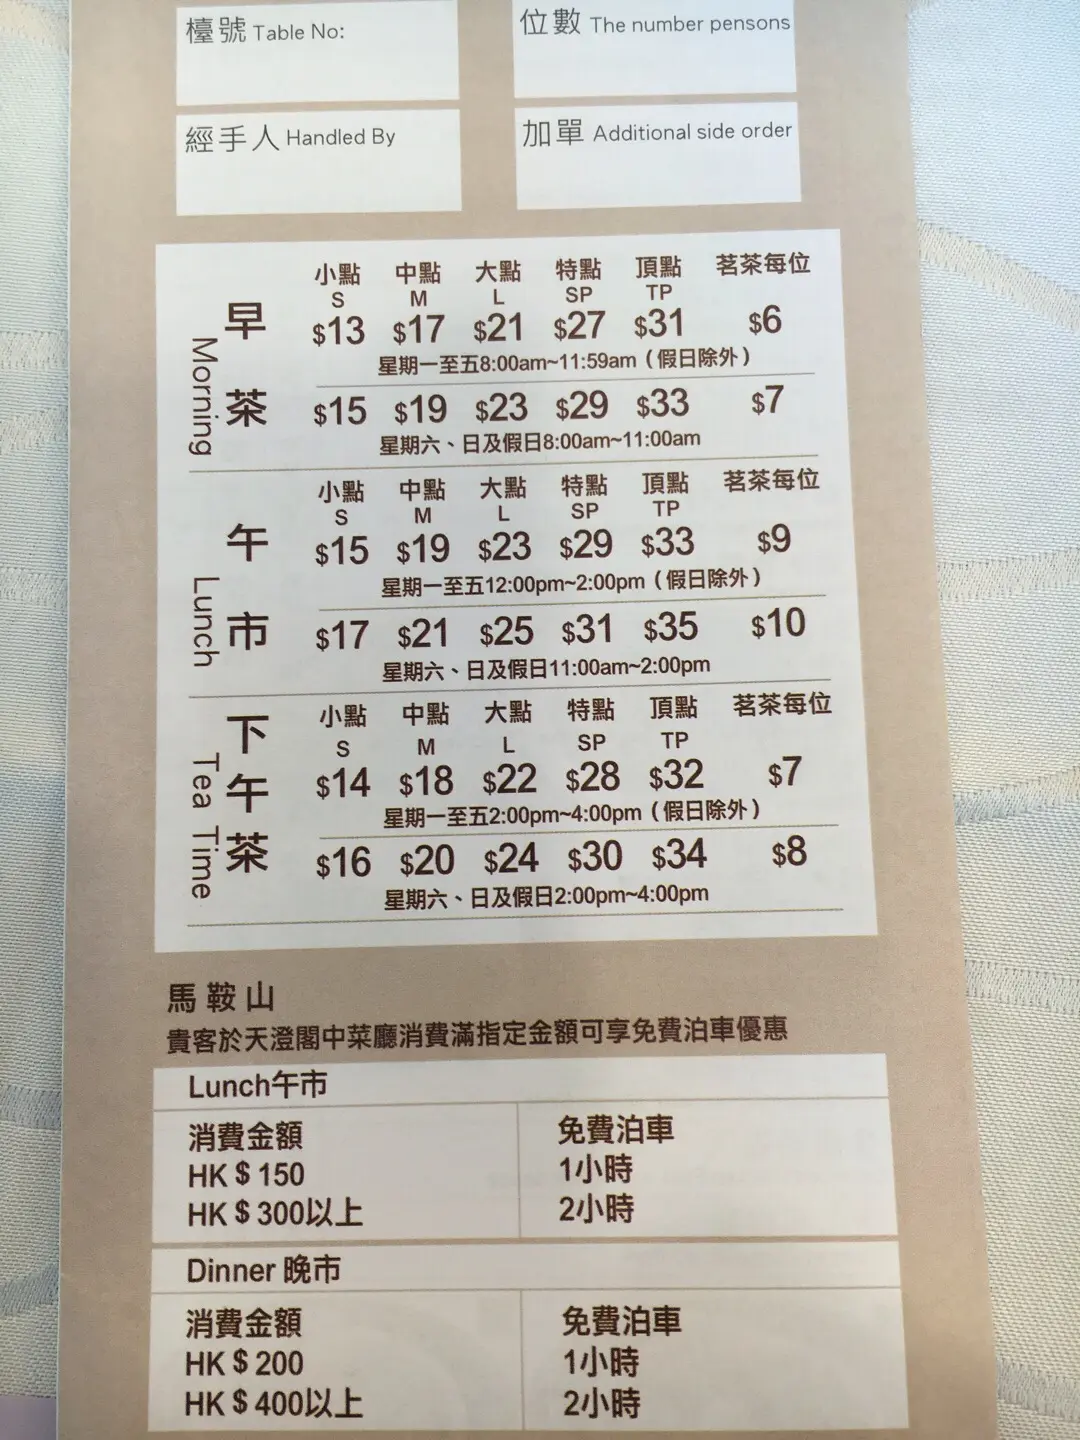 檯號 Table No:
位數 The number pensons
經手人 Handled By
加單 Additional side order
早茶 Morning
小點 中點 大點 特點 頂點 茗茶每位
S M L SP TP
$13 $17 $21 $27 $31 $6
星期一至五8:00am~11:59am（假日除外）
$15 $19 $23 $29 $33 $7
星期六、日及假日8:00am~11:00am
午市 Lunch
小點 中點 大點 特點 頂點 茗茶每位
S M L SP TP
$15 $19 $23 $29 $33 $9
星期一至五12:00pm~2:00pm（假日除外）
$17 $21 $25 $31 $35 $10
星期六、日及假日11:00am~2:00pm
下午茶 Tea Time
小點 中點 大點 特點 頂點 茗茶每位
S M L SP TP
$14 $18 $22 $28 $32 $7
星期一至五2:00pm~4:00pm（假日除外）
$16 $20 $24 $30 $34 $8
星期六、日及假日2:00pm~4:00pm
馬鞍山
貴客於天澄閣中菜廳消費滿指定金額可享免費泊車優惠
Lunch午市
消費金額 免費泊車
HK $ 150 1小時
HK $ 300以上 2小時
Dinner 晚市
消費金額 免費泊車
HK $ 200 1小時
HK $ 400以上 2小時